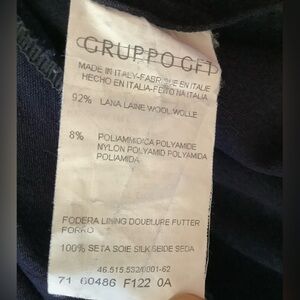 GRUPPO GFT
MADE IN ITALY-FABRIQUE EN ITALIE
HECHO EN ITALIA-FEITO NA ITALIA
92% LANA LAINE WOOL WOLLE
8% POLIAMMIDICA POLYAMIDE
NYLON POLYAMID POLYAMIDA
POLIAMIDA
FODERA LINING DOUBLURE FUTTER
FORRO
100% SETA SOIE SILK SEIDE SEDA
46.515.532/0001-62
71 60486 F122 0A